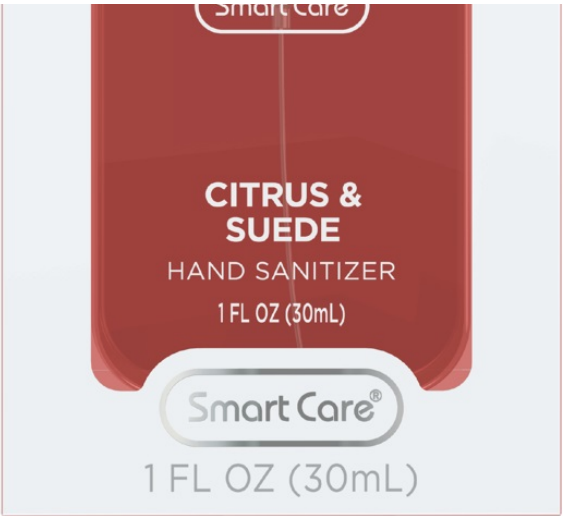 Smart Care
CITRUS &
SUEDE
HAND SANITIZER
1 FL OZ (30mL)
Smart Care®
1 FL OZ (30mL)